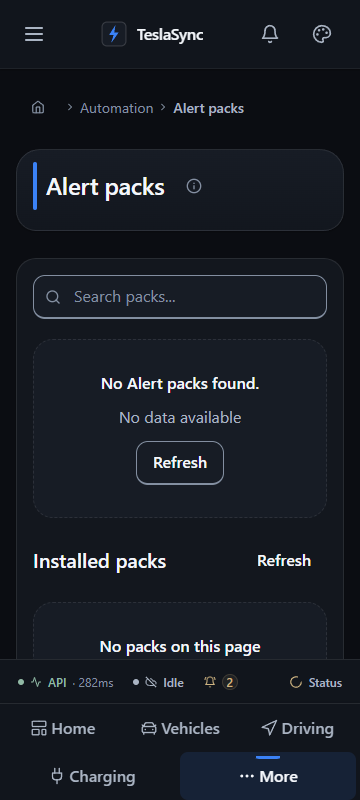 TeslaSync
Automation
Alert packs
Alert packs
Search packs...
No Alert packs found.
No data available
Refresh
Installed packs
Refresh
No packs on this page
API · 282ms
Idle
2
Status
Home
Vehicles
Driving
Charging
More